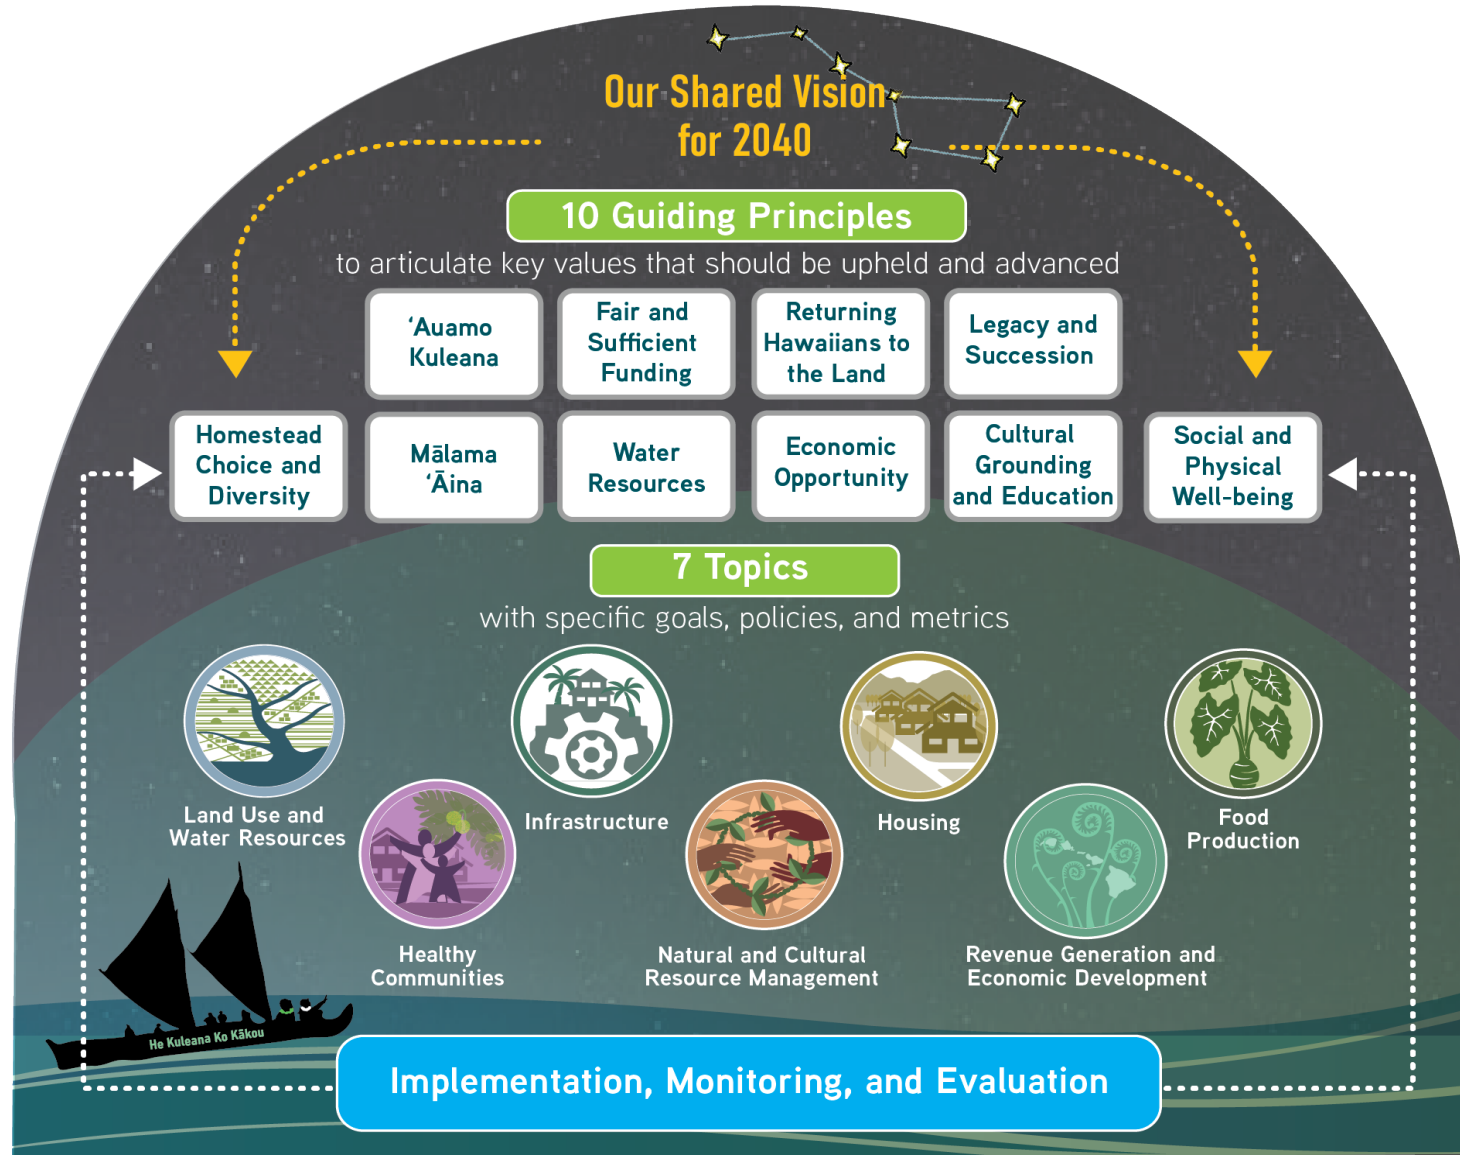 Our Shared Vision
for 2040
10 Guiding Principles
to articulate key values that should be upheld and advanced
‘Auamo
Kuleana
Fair and
Sufficient
Funding
Returning
Hawaiians to
the Land
Legacy and
Succession
Homestead
Choice and
Diversity
Mālama
‘Āina
Water
Resources
Economic
Opportunity
Cultural
Grounding
and Education
Social and
Physical
Well-being
7 Topics
with specific goals, policies, and metrics
Land Use and
Water Resources
Infrastructure
Housing
Food
Production
Healthy
Communities
Natural and Cultural
Resource Management
Revenue Generation and
Economic Development
He Kuleana Ko Kākou
Implementation, Monitoring, and Evaluation